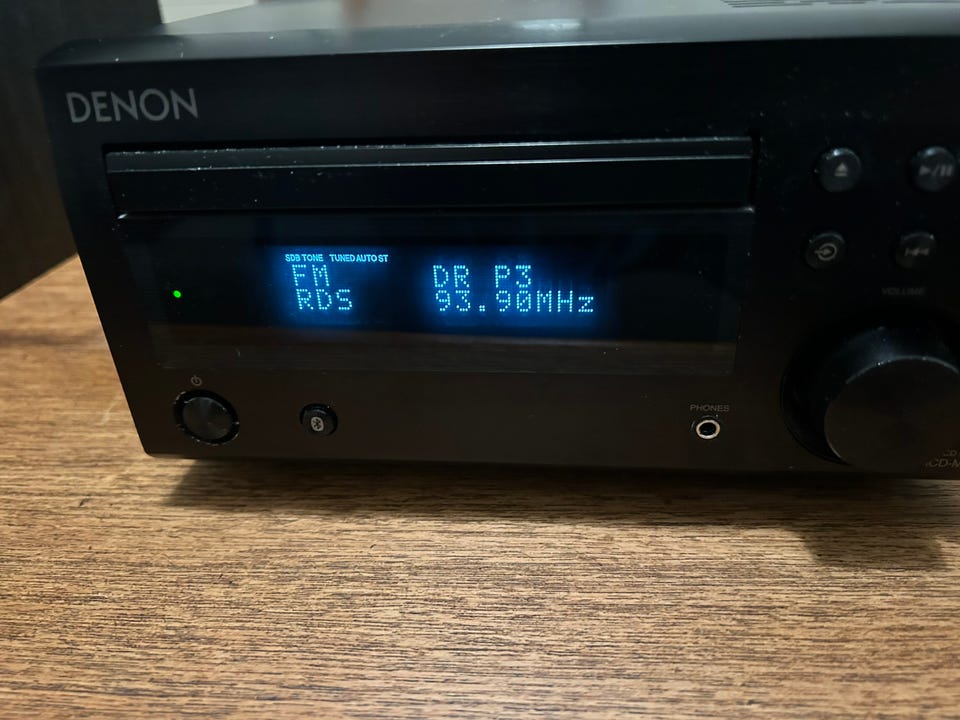 DENON
SDB TONE TUNED AUTO ST
FM DR P3
RDS 93.90MHz
VOLUME
PHONES